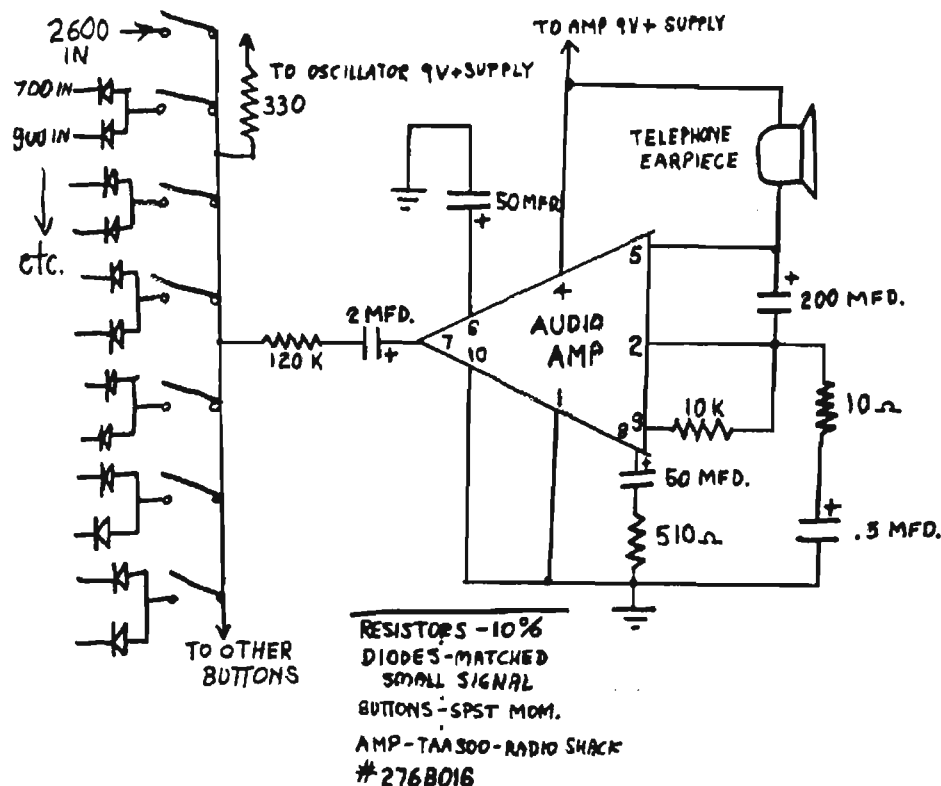 2600
IN
700 IN
900 IN
etc.
TO OSCILLATOR 9V+SUPPLY
330
TO AMP 9V+ SUPPLY
TELEPHONE
EARPIECE
50 MFD
+
5
4
+
200 MFD.
2 MFD.
+
120 K
7
6
10
AUDIO
AMP
2
1
9
8
10K
10Ω
+
50 MFD.
510Ω
+
.5 MFD.
TO OTHER
BUTTONS
RESISTORS - 10%
DIODES-MATCHED
SMALL SIGNAL
BUTTONS-SPST MOM.
AMP-TAA300-RADIO SHACK
#276B016